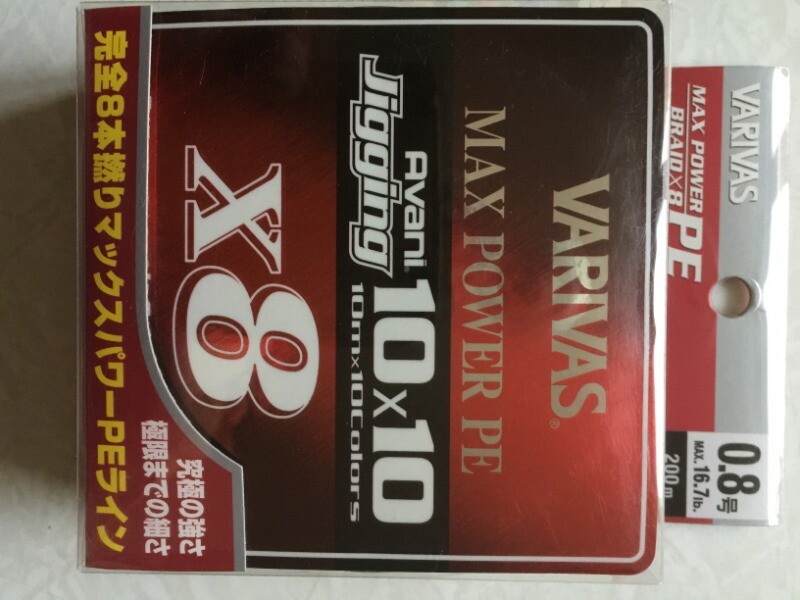 VARIVAS®
MAX POWER PE
Avani
Jigging
10x10
10m×10Colors
X8
究極の強さ
極限までの細さ
完全8本撚りマックスパワーPEライン
VARIVAS
MAX POWER PE
BRAID×8
0.8号
MAX. 16.7lb.
200m